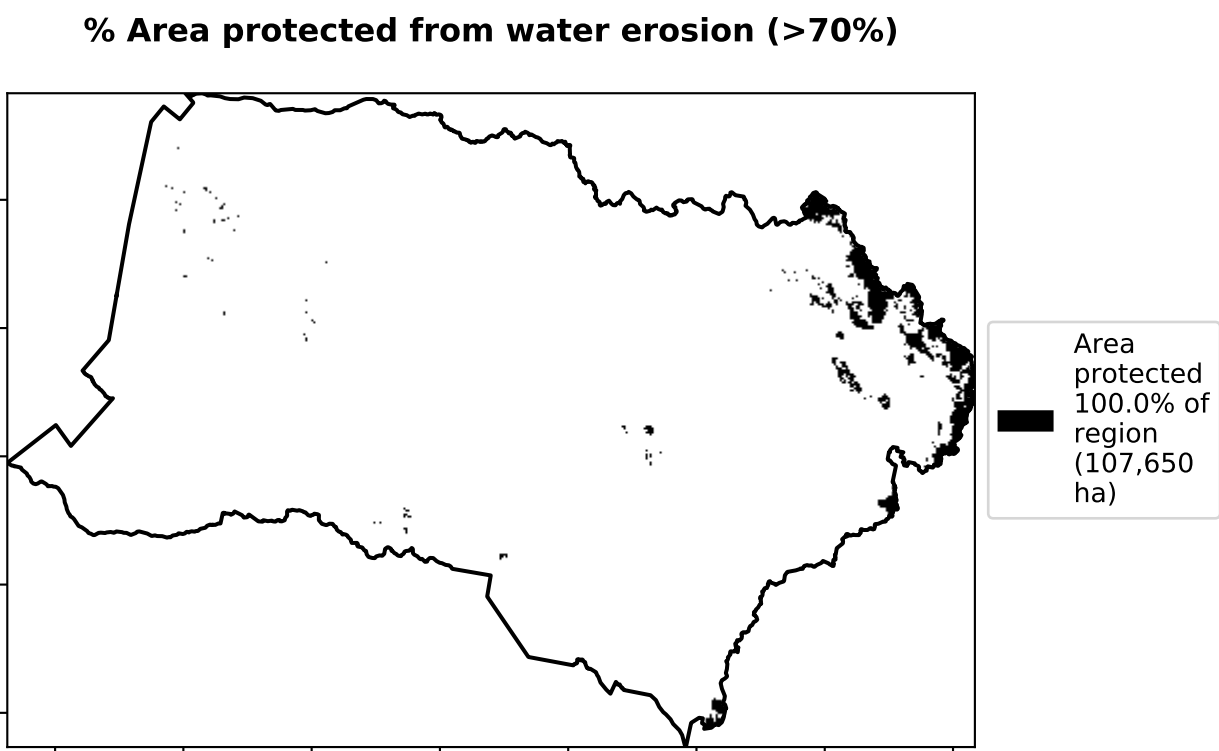 % Area protected from water erosion (>70%)
Area
protected
100.0% of
region
(107,650
ha)